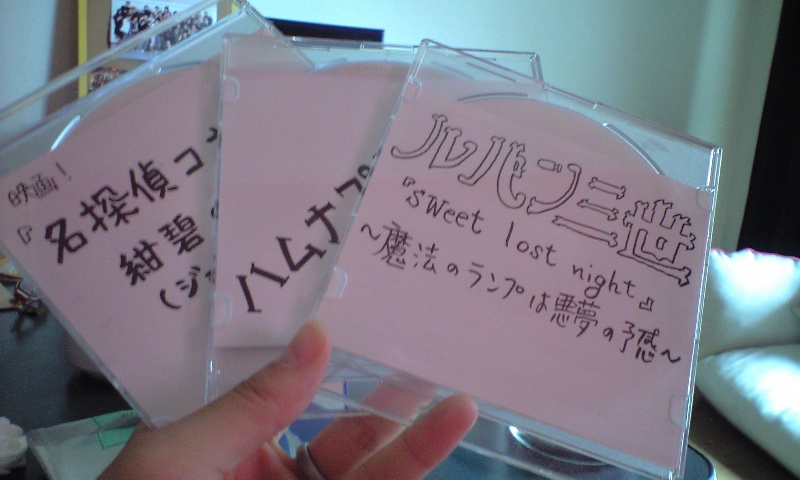 映画!
『名探偵コ
紺碧
(ジ
ハムナプ
ルパン三世
『sweet lost night』
~魔法のランプは悪夢の予感~